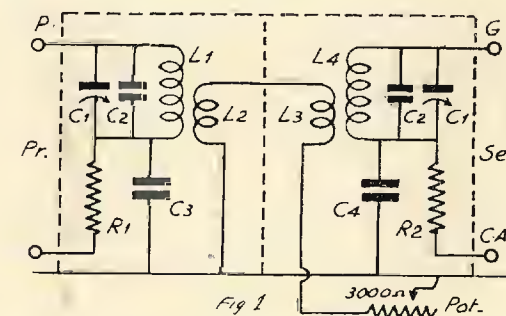 P.
G
L1
L4
C1
C2
L2
L3
C2
C1
Pr.
Se
R1
C3
C4
R2
CA
3000Ω
Fig 1
Pot.